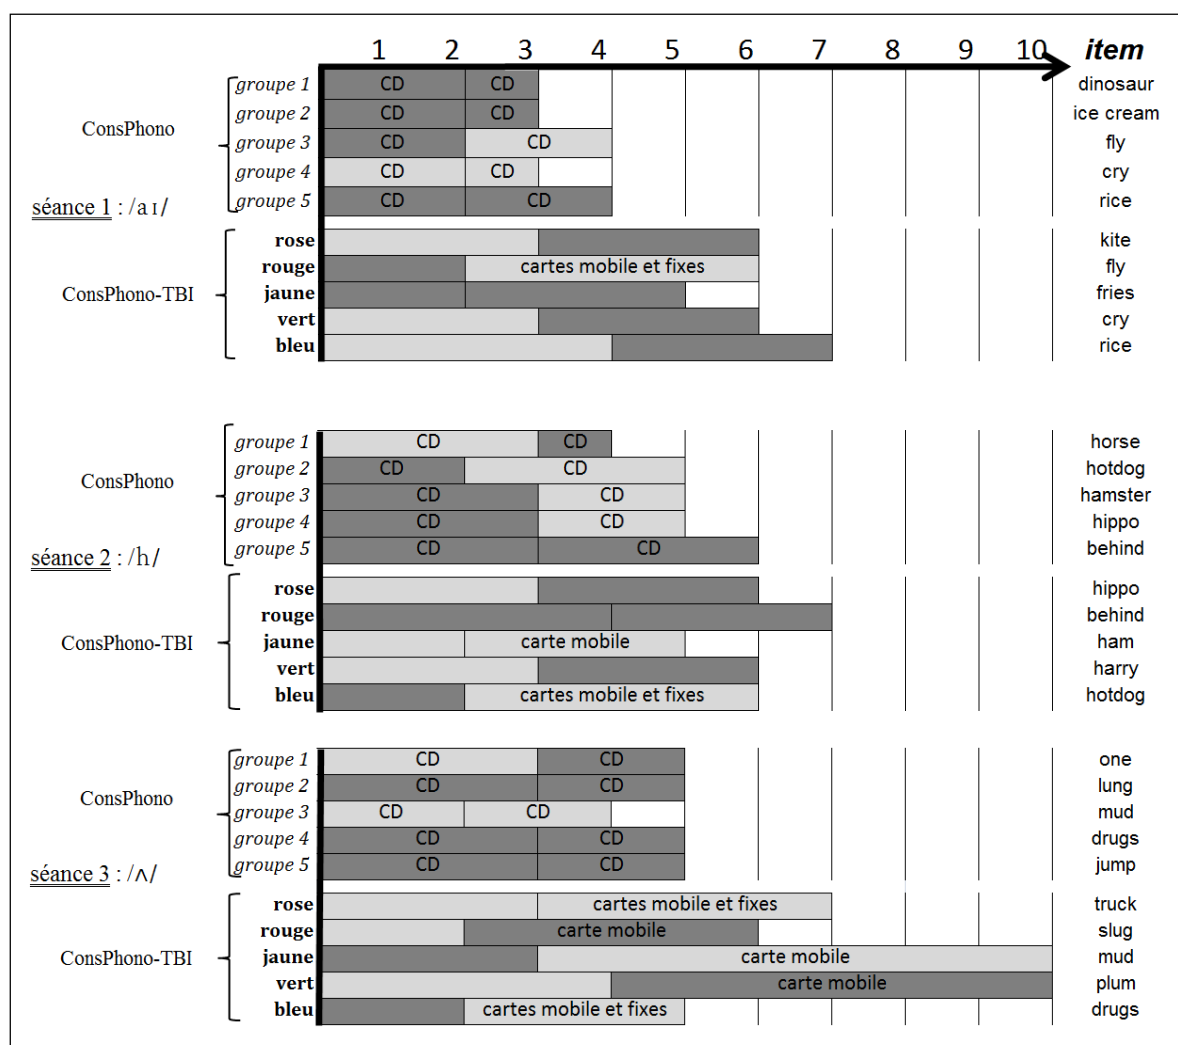 1 2 3 4 5 6 7 8 9 10 item
groupe 1 CD CD dinosaur
groupe 2 CD CD ice cream
ConsPhono
groupe 3 CD CD fly
groupe 4 CD CD cry
séance 1 : /aɪ/
groupe 5 CD CD rice
rose kite
rouge cartes mobile et fixes fly
ConsPhono-TBI
jaune fries
vert cry
bleu rice
groupe 1 CD CD horse
groupe 2 CD CD hotdog
ConsPhono
groupe 3 CD CD hamster
groupe 4 CD CD hippo
séance 2 : /h/
groupe 5 CD CD behind
rose hippo
rouge behind
ConsPhono-TBI
jaune carte mobile ham
vert harry
bleu cartes mobile et fixes hotdog
groupe 1 CD CD one
groupe 2 CD CD lung
ConsPhono
groupe 3 CD CD mud
groupe 4 CD CD drugs
séance 3 : /ʌ/
groupe 5 CD CD jump
rose cartes mobile et fixes truck
rouge carte mobile slug
ConsPhono-TBI
jaune carte mobile mud
vert carte mobile plum
bleu cartes mobile et fixes drugs